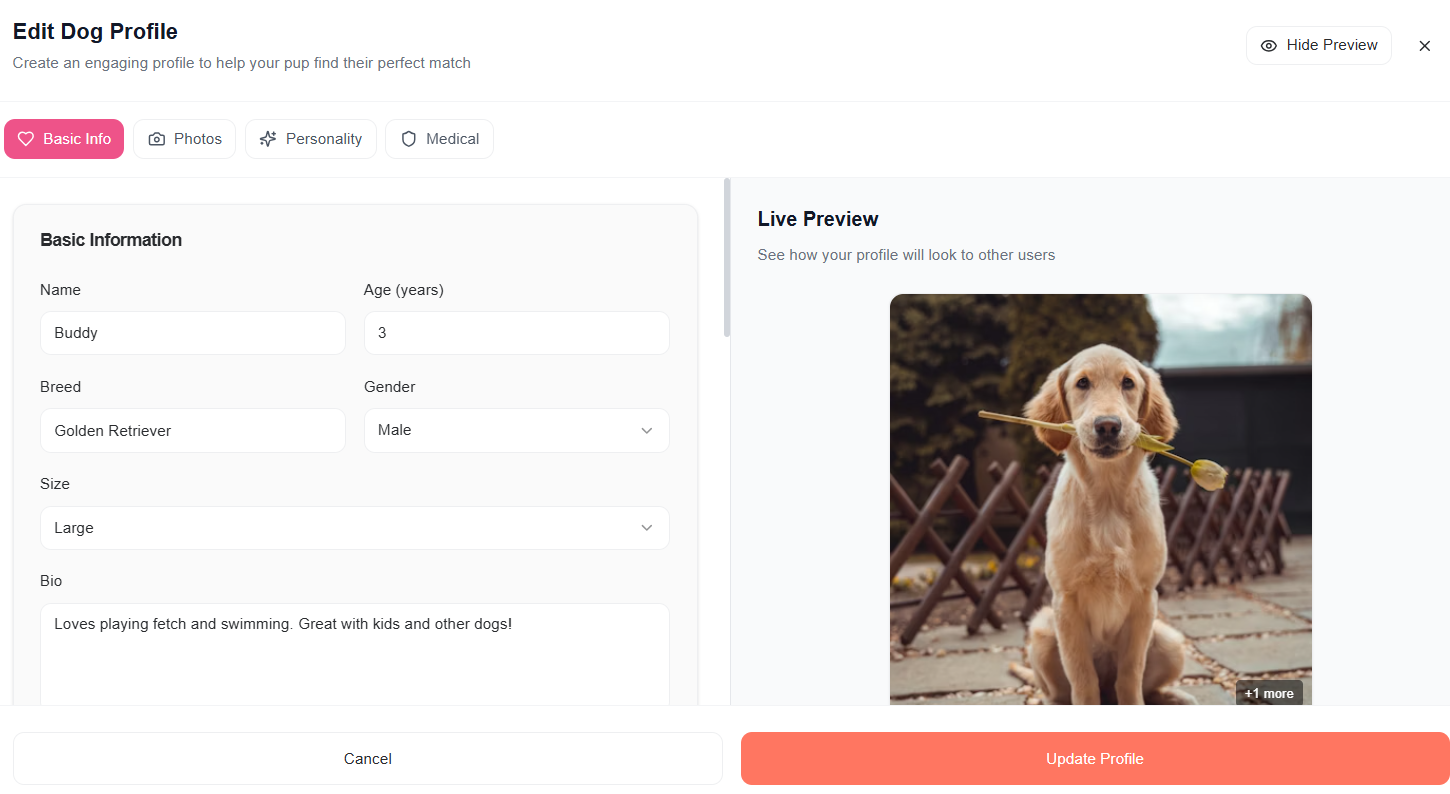 Edit Dog Profile
Create an engaging profile to help your pup find their perfect match
Hide Preview
Basic Info
Photos
Personality
Medical
Basic Information
Name
Age (years)
Buddy
3
Breed
Gender
Golden Retriever
Male
Size
Large
Bio
Loves playing fetch and swimming. Great with kids and other dogs!
Live Preview
See how your profile will look to other users
+1 more
Cancel
Update Profile